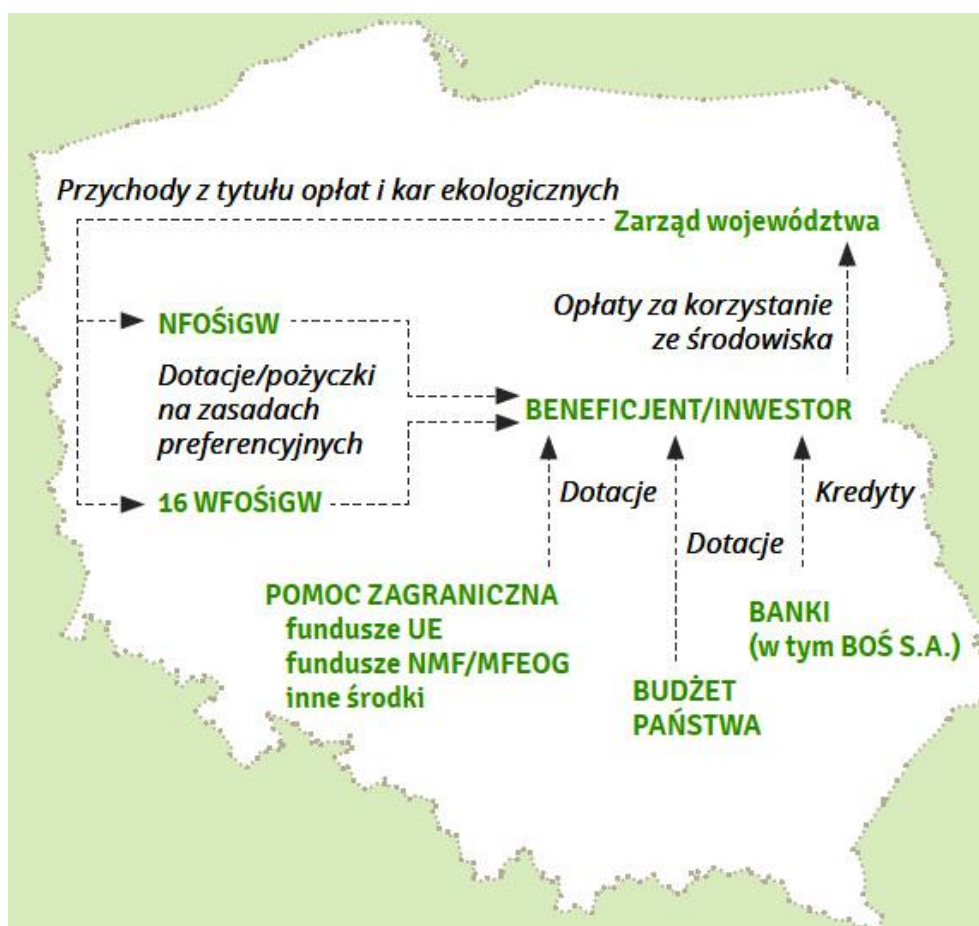 Przychody z tytułu opłat i kar ekologicznych
Zarząd województwa
Opłaty za korzystanie
ze środowiska
NFOŚiGW
Dotacje/pożyczki
na zasadach
preferencyjnych
BENEFICJENT/INWESTOR
16 WFOŚiGW
Dotacje
Kredyty
Dotacje
POMOC ZAGRANICZNA
fundusze UE
fundusze NMF/MFEOG
inne środki
BANKI
(w tym BOŚ S.A.)
BUDŻET
PAŃSTWA